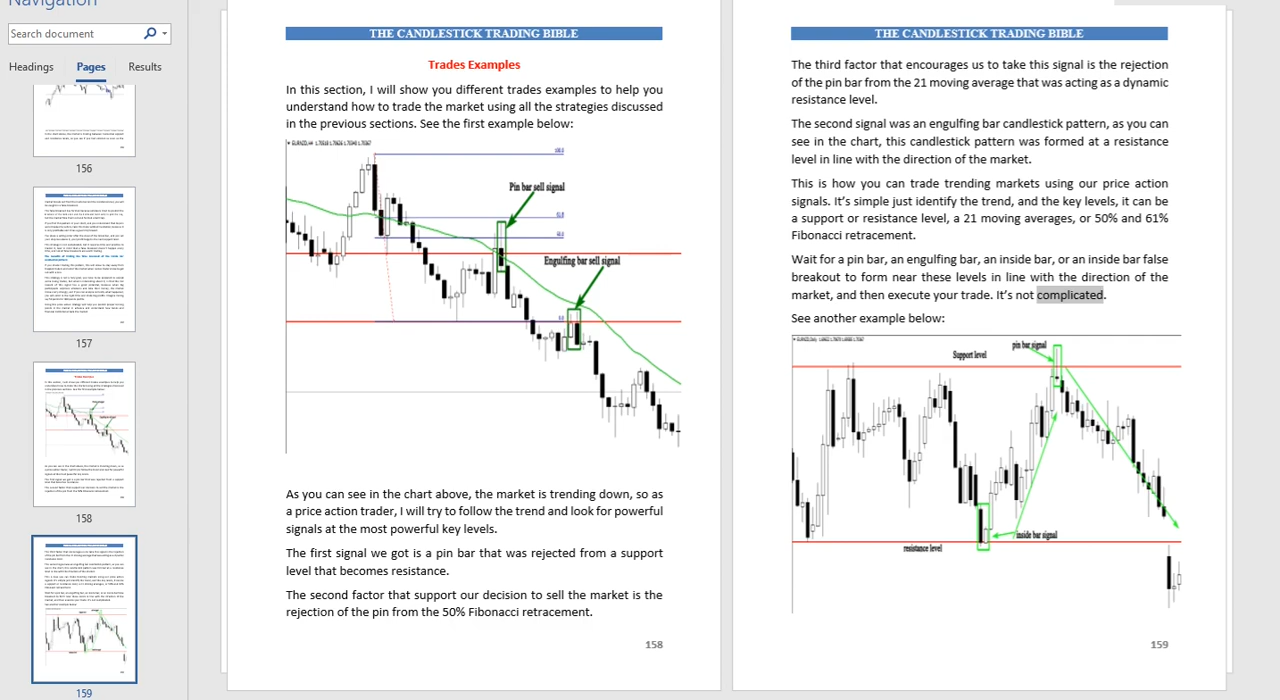 Navigation
Search document
Headings
Pages
Results
156
157
158
159
THE CANDLESTICK TRADING BIBLE
Trades Examples
In this section, I will show you different trades examples to help you
understand how to trade the market using all the strategies discussed
in the previous sections. See the first example below:
Pin bar sell signal
Engulfing bar sell signal
As you can see in the chart above, the market is trending down, so as
a price action trader, I will try to follow the trend and look for powerful
signals at the most powerful key levels.
The first signal we got is a pin bar that was rejected from a support
level that becomes resistance.
The second factor that support our decision to sell the market is the
rejection of the pin from the 50% Fibonacci retracement.
158
THE CANDLESTICK TRADING BIBLE
The third factor that encourages us to take this signal is the rejection
of the pin bar from the 21 moving average that was acting as a dynamic
resistance level.
The second signal was an engulfing bar candlestick pattern, as you can
see in the chart, this candlestick pattern was formed at a resistance
level in line with the direction of the market.
This is how you can trade trending markets using our price action
signals. It's simple just identify the trend, and the key levels, it can be
a support or resistance level, a 21 moving averages, or 50% and 61%
Fibonacci retracement.
Wait for a pin bar, an engulfing bar, an inside bar, or an inside bar false
breakout to form near these levels in line with the direction of the
market, and then execute your trade. It's not complicated.
See another example below:
pin bar signal
Support level
inside bar signal
resistance level
159